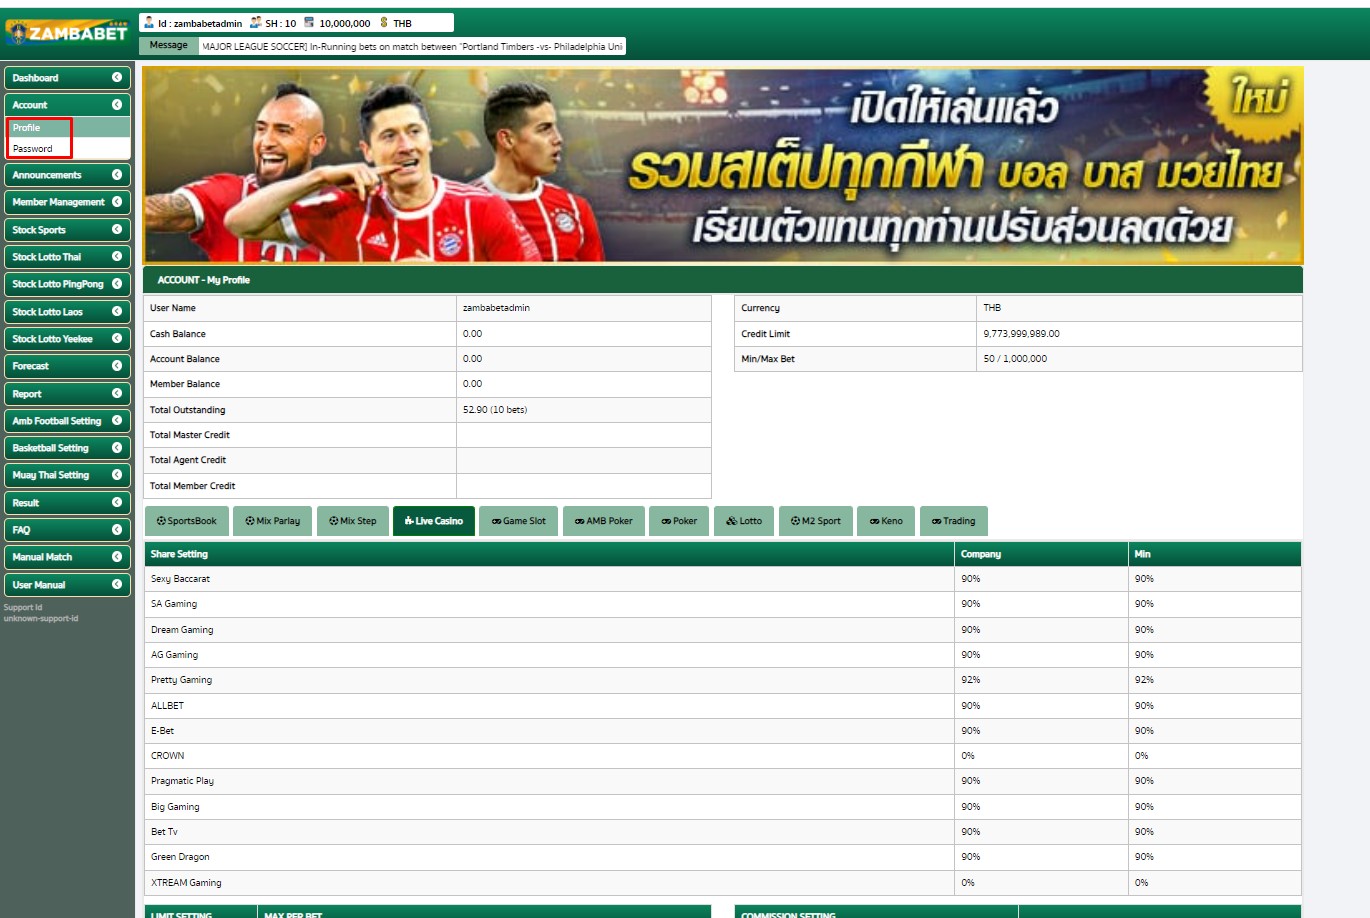 ZAMBABET
Id : zambabetadmin SH : 10 10,000,000 THB
Message MAJOR LEAGUE SOCCER] In-Running bets on match between "Portland Timbers -vs- Philadelphia Uni
Dashboard
Account
Profile
Password
Announcements
Member Management
Stock Sports
Stock Lotto Thai
Stock Lotto PingPong
Stock Lotto Laos
Stock Lotto Yeekee
Forecast
Report
Amb Football Setting
Basketball Setting
Muay Thai Setting
Result
FAQ
Manual Match
User Manual
Support Id
unknown-support-id
ใหม่
เปิดให้เล่นแล้ว
รวมสเต็ปทุกกีฬา บอล บาส มวยไทย
เรียนตัวแทนทุกท่านปรับส่วนลดด้วย
ACCOUNT - My Profile
User Name zambabetadmin
Cash Balance 0.00
Account Balance 0.00
Member Balance 0.00
Total Outstanding 52.90 (10 bets)
Total Master Credit
Total Agent Credit
Total Member Credit
Currency THB
Credit Limit 9,773,999,989.00
Min/Max Bet 50 / 1,000,000
SportsBook Mix Parlay Mix Step Live Casino Game Slot AMB Poker Poker Lotto M2 Sport Keno Trading
Share Setting Company Min
Sexy Baccarat 90% 90%
SA Gaming 90% 90%
Dream Gaming 90% 90%
AG Gaming 90% 90%
Pretty Gaming 92% 92%
ALLBET 90% 90%
E-Bet 90% 90%
CROWN 0% 0%
Pragmatic Play 90% 90%
Big Gaming 90% 90%
Bet Tv 90% 90%
Green Dragon 90% 90%
XTREAM Gaming 0% 0%
LIMIT SETTING MAX PER BET COMMISSION SETTING